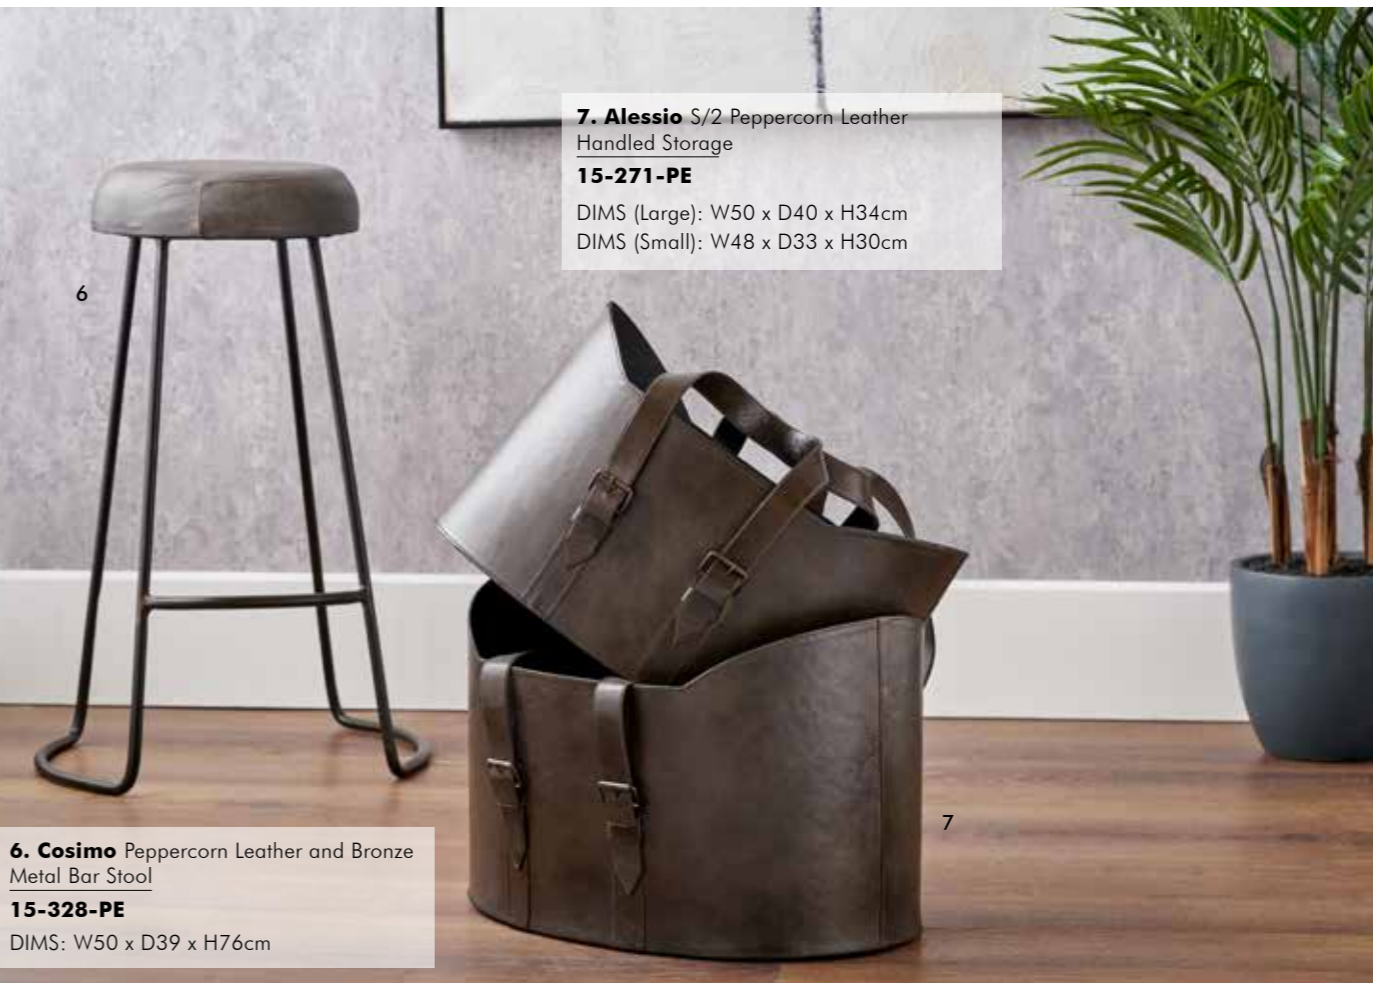 7. Alessio S/2 Peppercorn Leather
Handled Storage
15-271-PE
DIMS (Large): W50 x D40 x H34cm
DIMS (Small): W48 x D33 x H30cm
6
7
6. Cosimo Peppercorn Leather and Bronze
Metal Bar Stool
15-328-PE
DIMS: W50 x D39 x H76cm